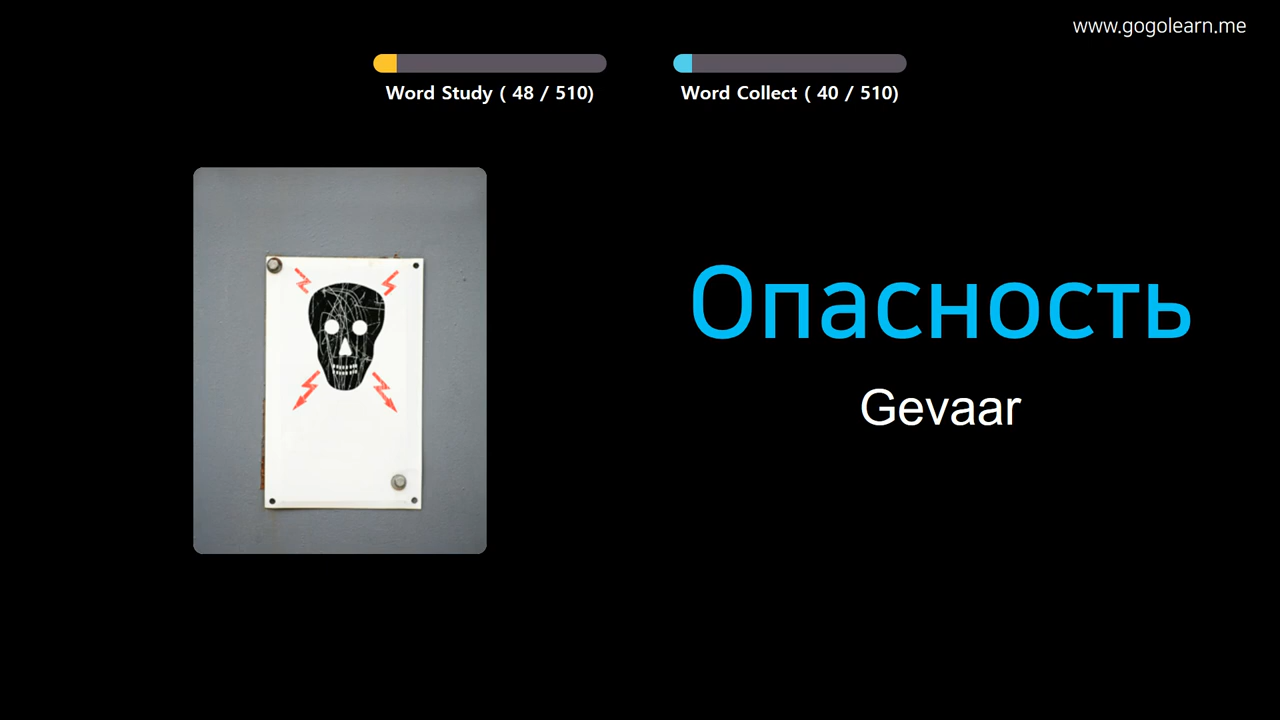 www.gogolearn.me
Word Study ( 48 / 510)
Word Collect ( 40 / 510)
Опасность
Gevaar